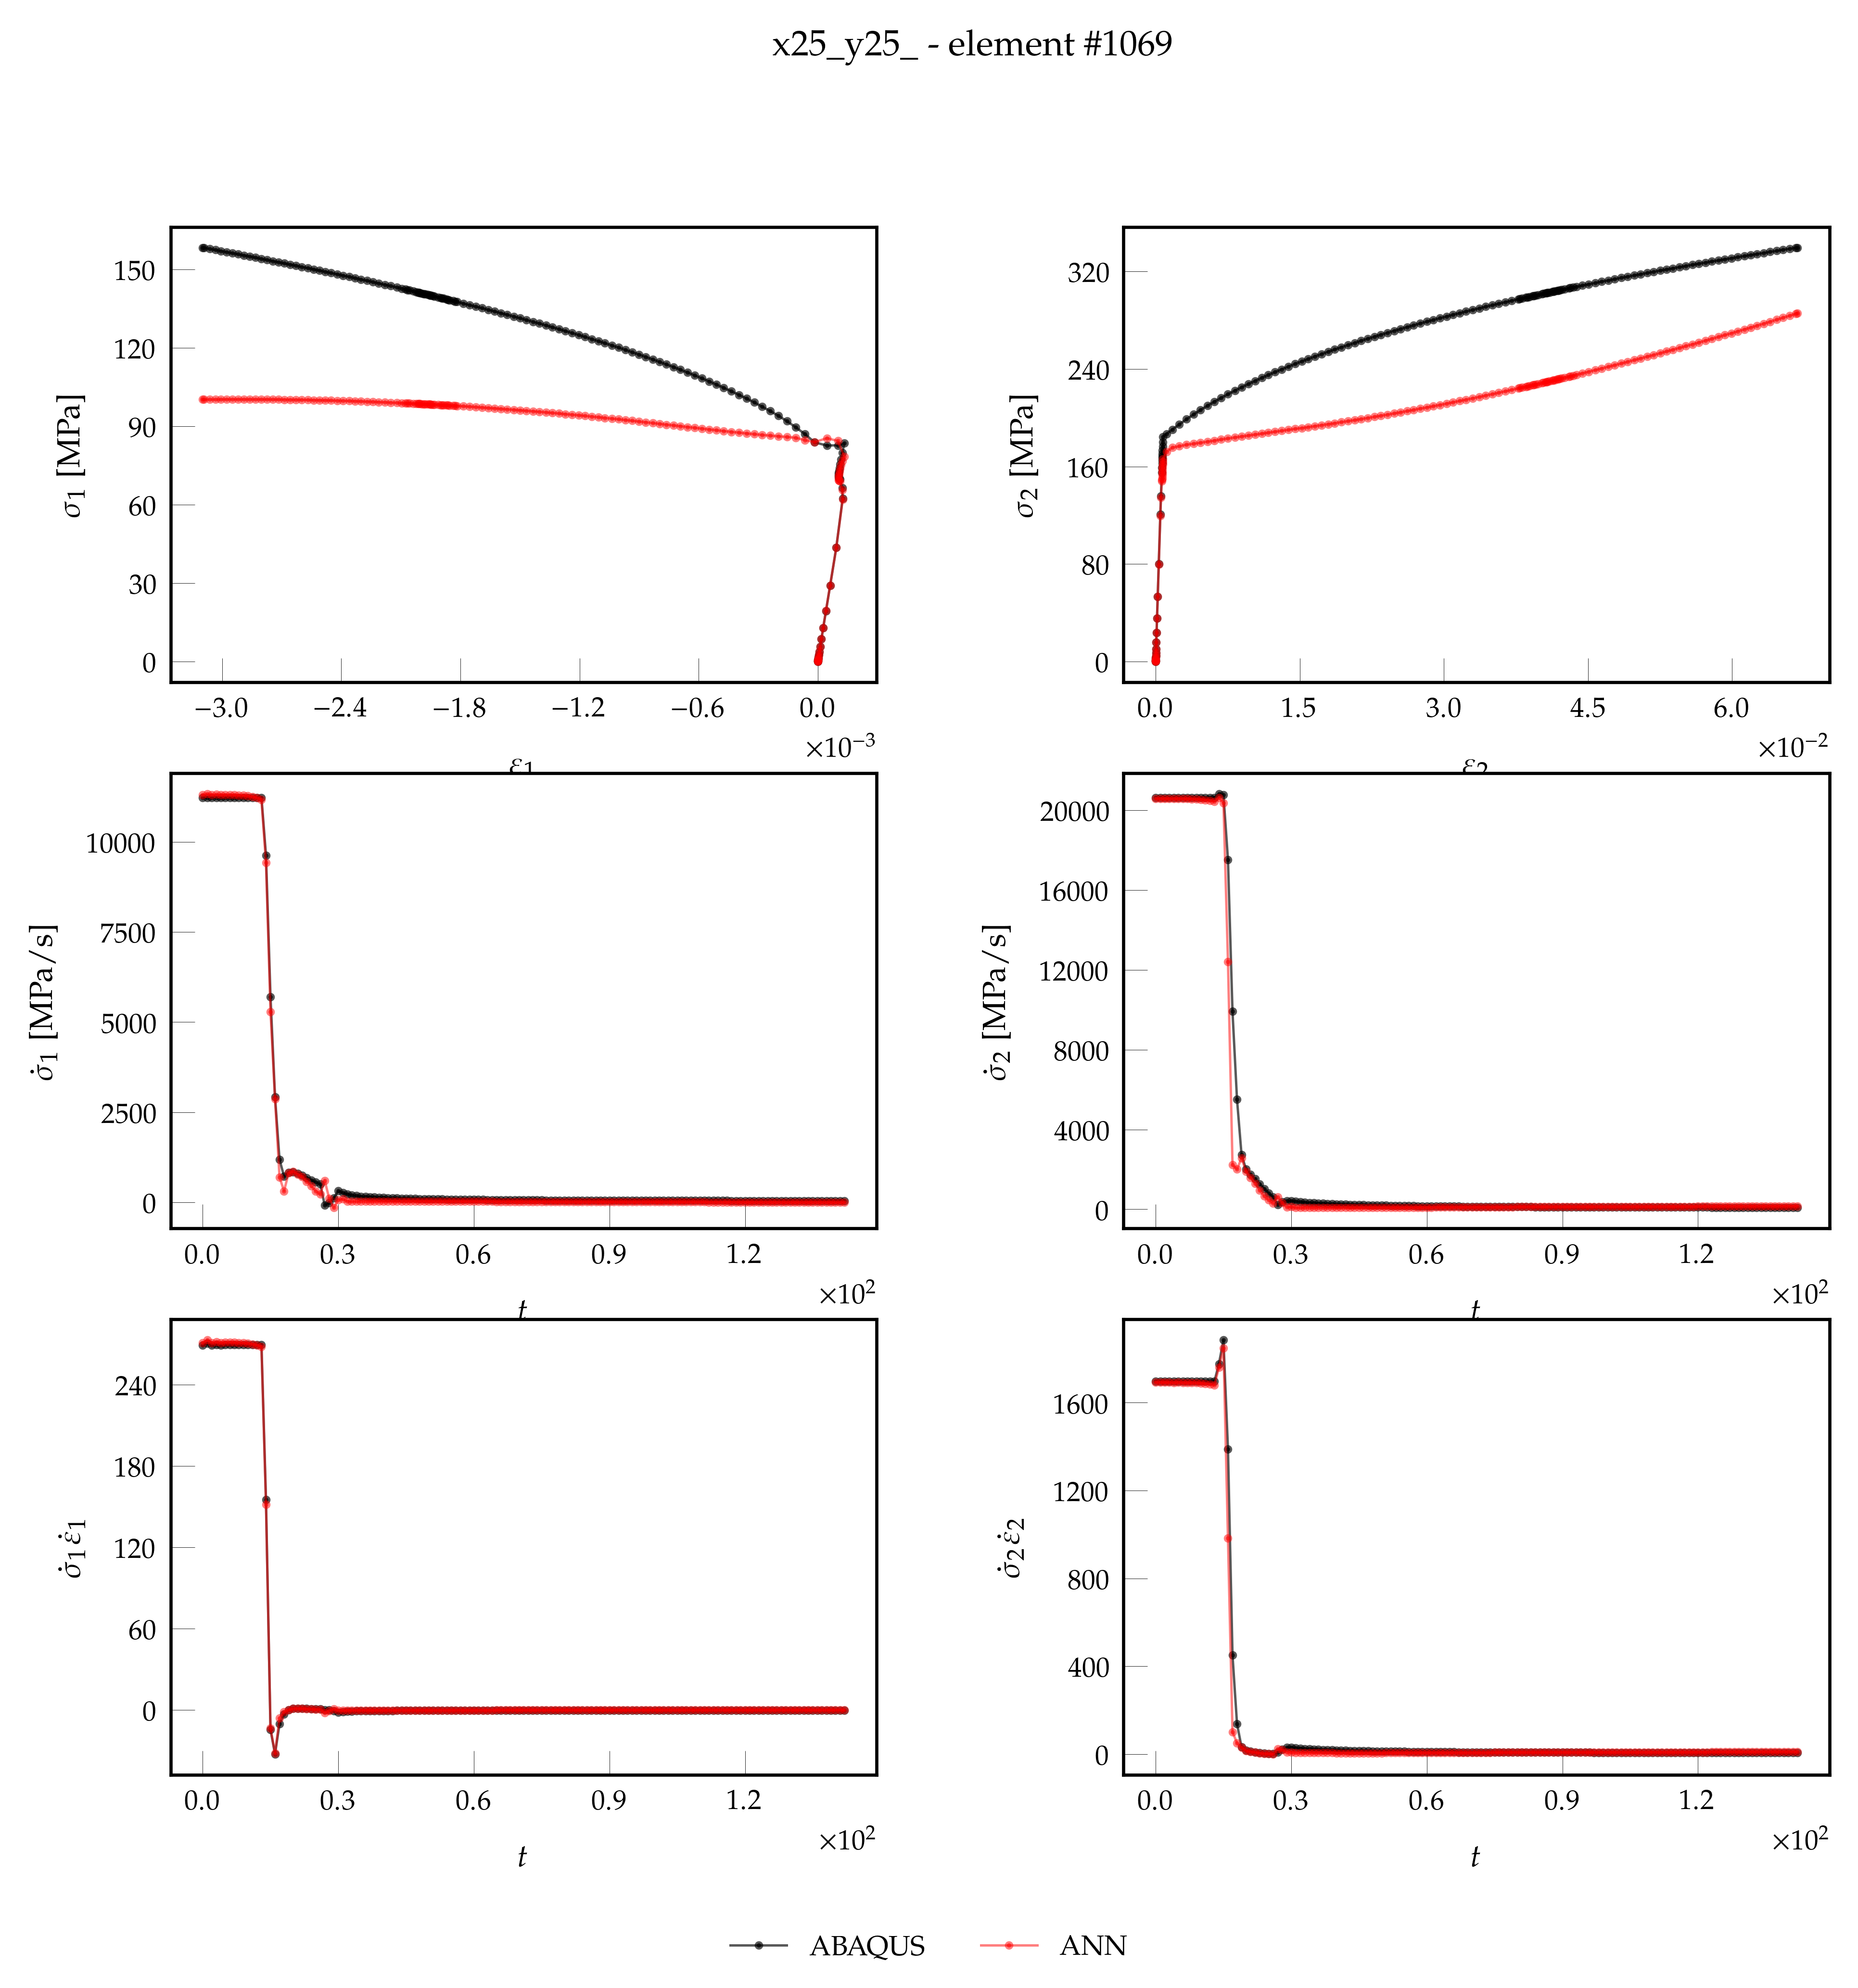 x25_y25_ - element #1069
σ₁ [MPa]
150
120
90
60
30
0
−3.0 −2.4 −1.8 −1.2 −0.6 0.0
×10⁻³
ε₁
σ₂ [MPa]
320
240
160
80
0
0.0 1.5 3.0 4.5 6.0
×10⁻²
ε₂
σ̇₁ [MPa/s]
10000
7500
5000
2500
0
0.0 0.3 0.6 0.9 1.2
×10²
t
σ̇₂ [MPa/s]
20000
16000
12000
8000
4000
0
0.0 0.3 0.6 0.9 1.2
×10²
t
σ̇₁ε̇₁
240
180
120
60
0
0.0 0.3 0.6 0.9 1.2
×10²
t
σ̇₂ε̇₂
1600
1200
800
400
0
0.0 0.3 0.6 0.9 1.2
×10²
t
ABAQUS ANN